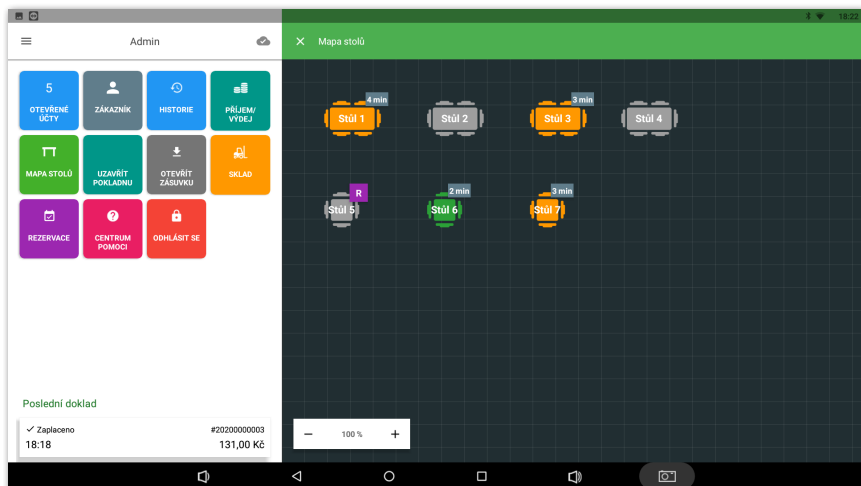 18:22
Admin
Mapa stolů
5
OTEVŘENÉ
ÚČTY
ZÁKAZNÍK
HISTORIE
PŘÍJEM/
VÝDEJ
MAPA STOLŮ
UZAVŘÍT
POKLADNU
OTEVŘÍT
ZÁSUVKU
SKLAD
REZERVACE
CENTRUM
POMOCI
ODHLÁSIT SE
4 min
Stůl 1
Stůl 2
3 min
Stůl 3
Stůl 4
R
Stůl 5
2 min
Stůl 6
3 min
Stůl 7
Poslední doklad
Zaplaceno
#20200000003
18:18
131,00 Kč
100 %